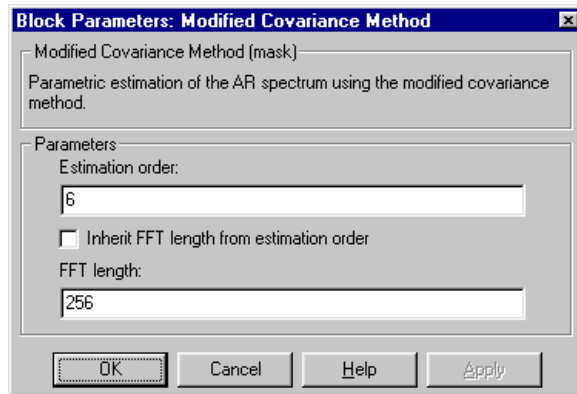 Block Parameters: Modified Covariance Method
Modified Covariance Method (mask)
Parametric estimation of the AR spectrum using the modified covariance
method.
Parameters
Estimation order:
6
Inherit FFT length from estimation order
FFT length:
256
OK Cancel Help Apply